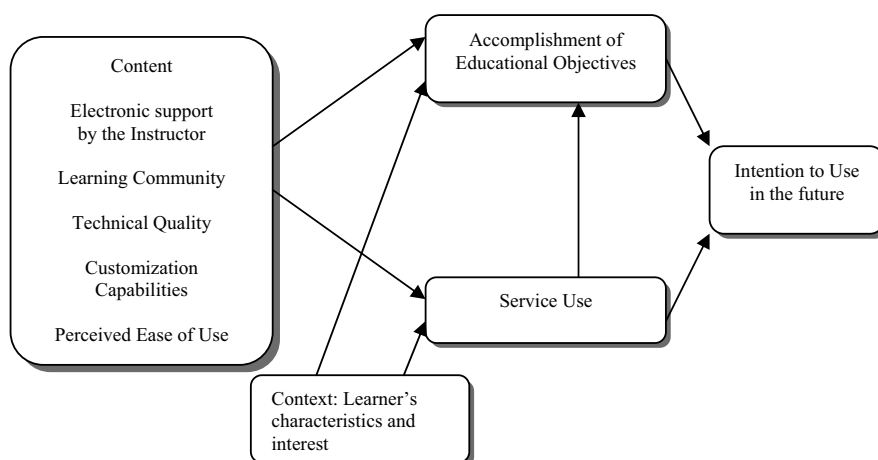 Content
Electronic support
by the Instructor
Learning Community
Technical Quality
Customization
Capabilities
Perceived Ease of Use
Accomplishment of
Educational Objectives
Service Use
Context: Learner's
characteristics and
interest
Intention to Use
in the future